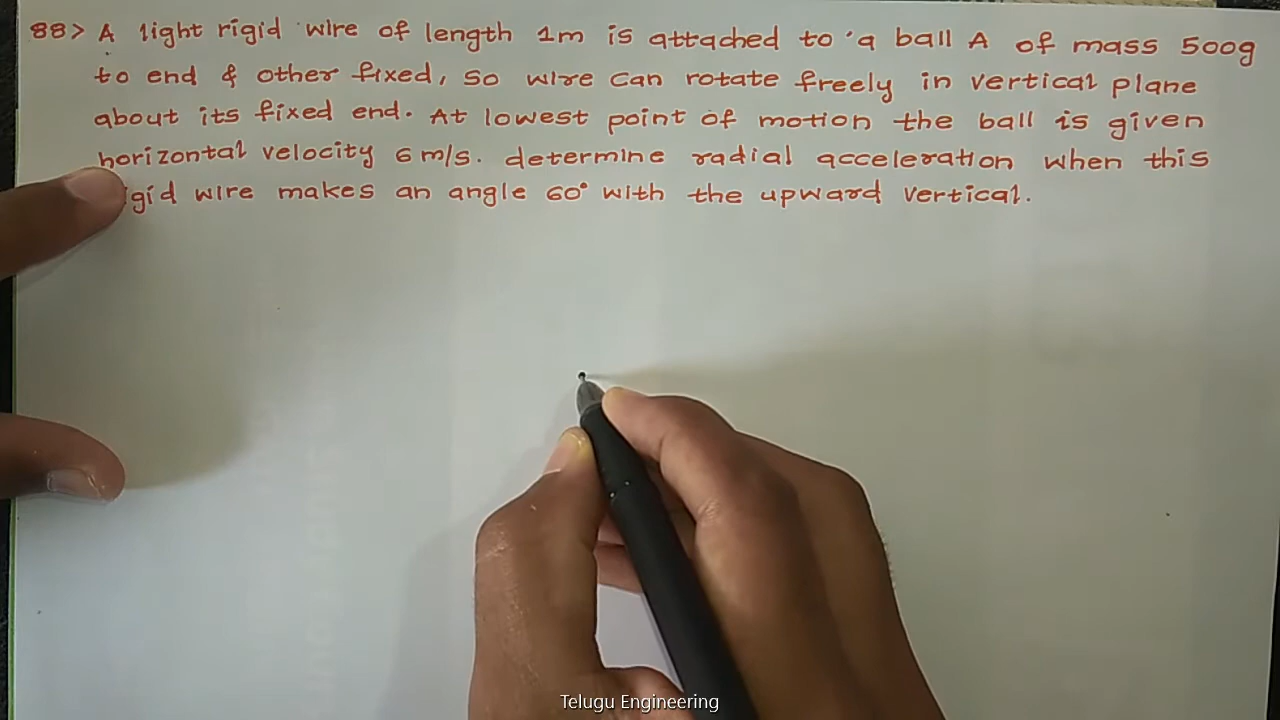 88> A light rigid wire of length 1m is attached to a ball A of mass 500g
to end & other fixed, so wire can rotate freely in vertical plane
about its fixed end. At lowest point of motion the ball is given
horizontal velocity 6 m/s. determine radial acceleration when this
gid wire makes an angle 60° with the upward vertical.
Telugu Engineering